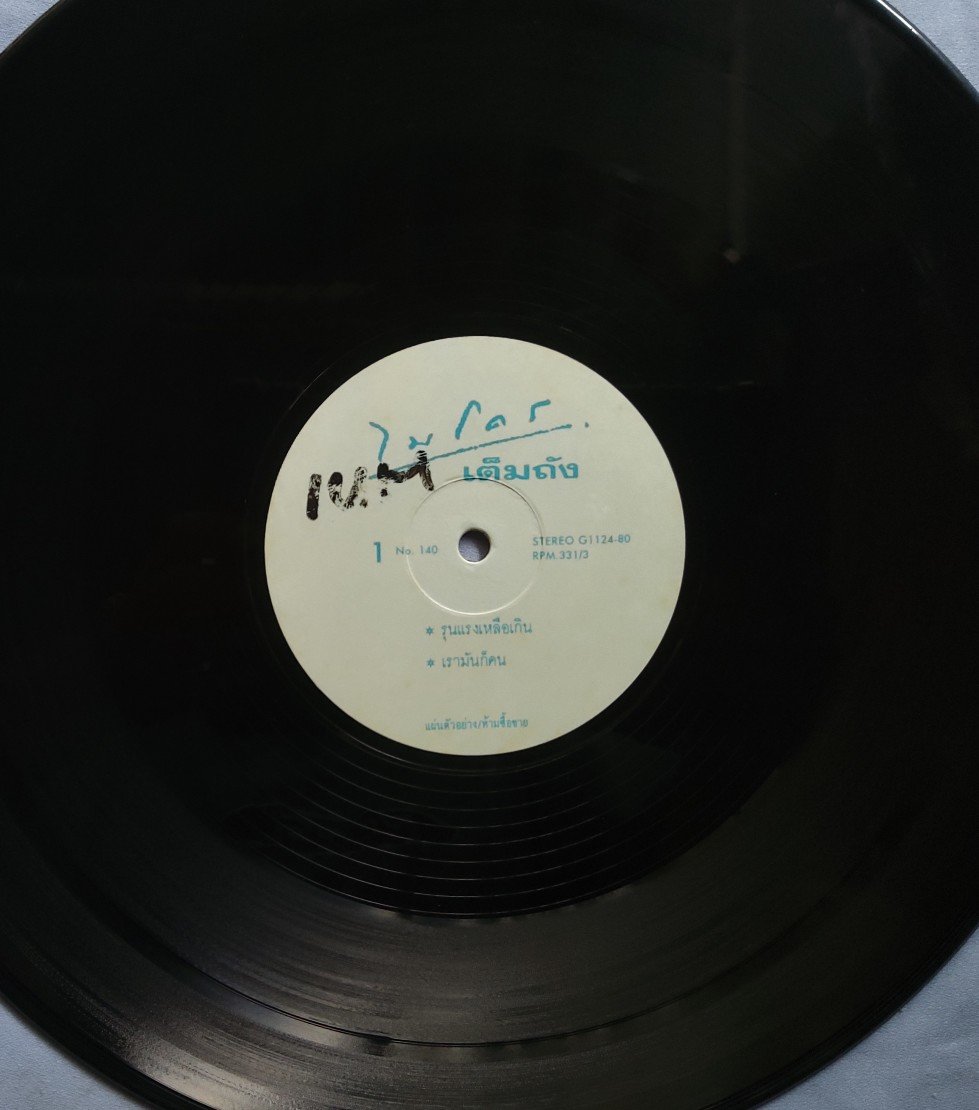 ไมโคร
เต็มถัง
1 No. 140
STEREO G1124-80
RPM.331/3
* รุนแรงเหลือเกิน
* เรามันก็คน
แผ่นตัวอย่าง/ห้ามซื้อขาย